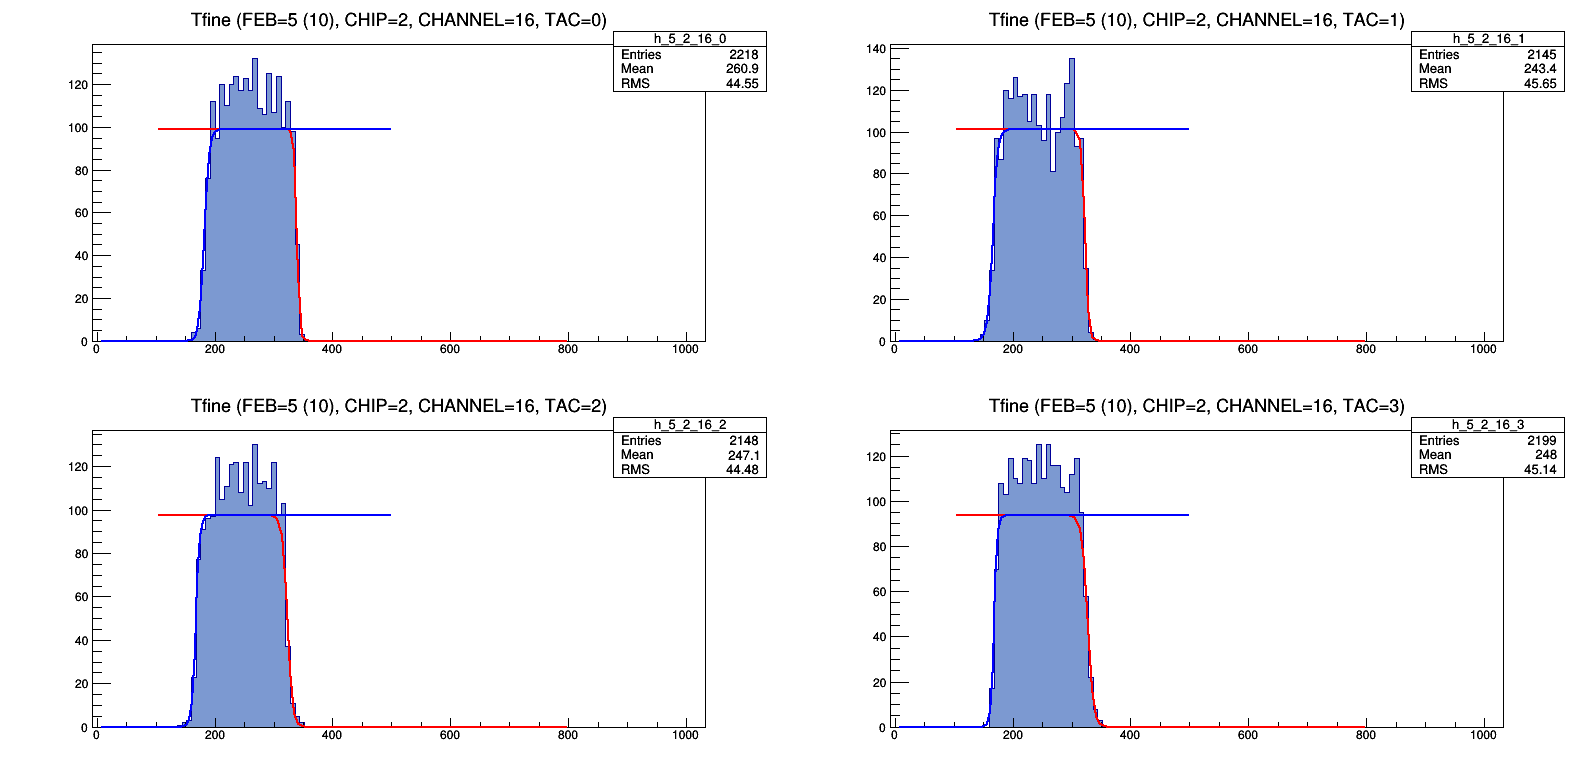 Tfine (FEB=5 (10), CHIP=2, CHANNEL=16, TAC=0)
h_5_2_16_0
Entries 2218
Mean 260.9
RMS 44.55
120
100
80
60
40
20
0
0 200 400 600 800 1000
Tfine (FEB=5 (10), CHIP=2, CHANNEL=16, TAC=1)
h_5_2_16_1
Entries 2145
Mean 243.4
RMS 45.65
140
120
100
80
60
40
20
0
0 200 400 600 800 1000
Tfine (FEB=5 (10), CHIP=2, CHANNEL=16, TAC=2)
h_5_2_16_2
Entries 2148
Mean 247.1
RMS 44.48
120
100
80
60
40
20
0
0 200 400 600 800 1000
Tfine (FEB=5 (10), CHIP=2, CHANNEL=16, TAC=3)
h_5_2_16_3
Entries 2199
Mean 248
RMS 45.14
120
100
80
60
40
20
0
0 200 400 600 800 1000